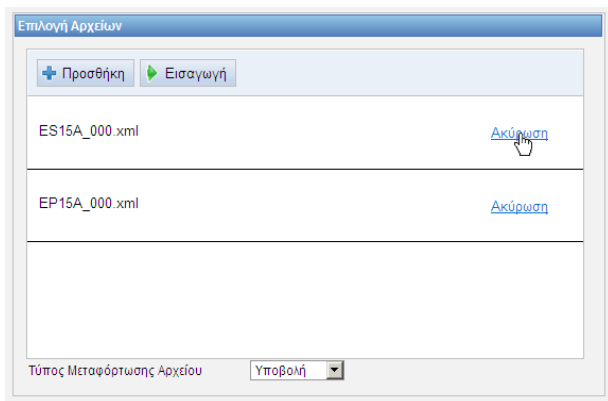 Επιλογή Αρχείων
Προσθήκη Εισαγωγή
ES15A_000.xml Ακύρωση
EP15A_000.xml Ακύρωση
Τύπος Μεταφόρτωσης Αρχείου Υποβολή